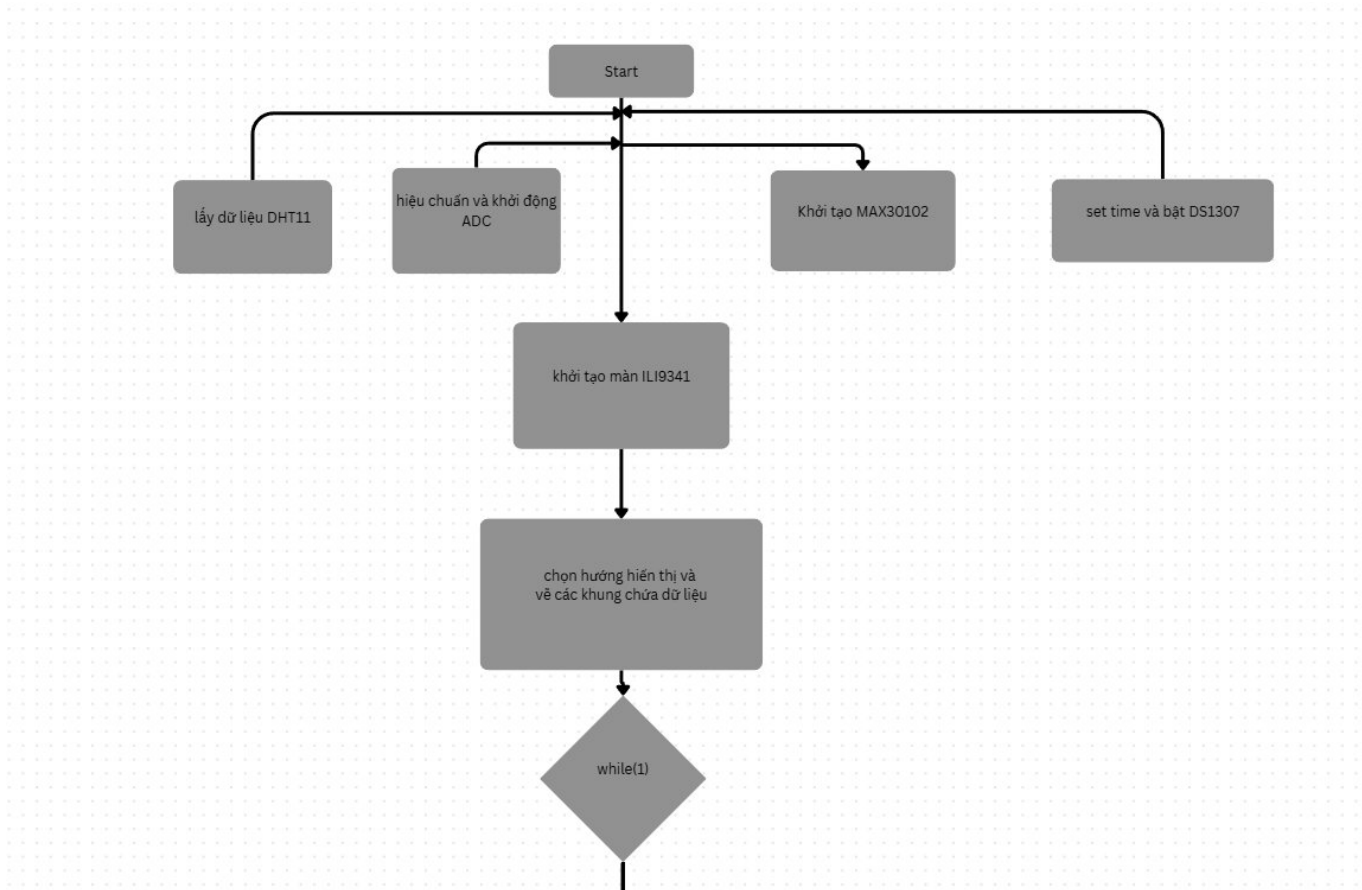 Start
lấy dữ liệu DHT11
hiệu chuẩn và khởi động
ADC
Khởi tạo MAX30102
set time và bật DS1307
khởi tạo màn ILI9341
chọn hướng hiển thị và
vẽ các khung chứa dữ liệu
while(1)